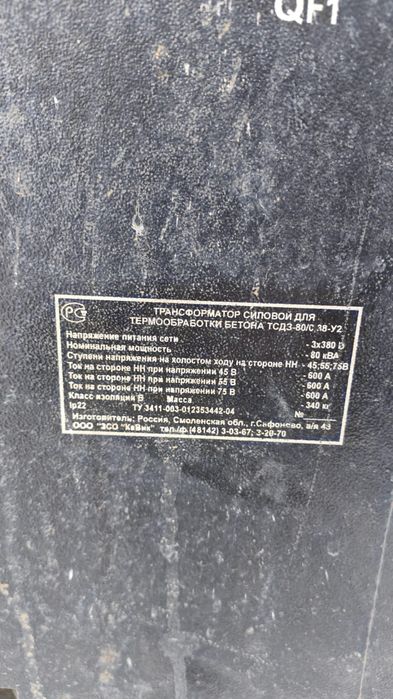 QF1
РС
ТРАНСФОРМАТОР СИЛОВОЙ ДЛЯ
ТЕРМООБРАБОТКИ БЕТОНА ТСДЗ-80/0,38-У2
Напряжение питания сети - 3х380 В
Номинальная мощность - 80 кВА
Ступени напряжения на холостом ходу на стороне НН - 45;55;75В
Ток на стороне НН при напряжении 45 В - 600 А
Ток на стороне НН при напряжении 55 В - 600 А
Ток на стороне НН при напряжении 75 В - 600 А
Класс изоляции В Масса - 340 кг
Ip22 ТУ 3411-003-012353442-04 №
Изготовитель: Россия, Смоленская обл., г.Сафоново, а/я 43
ООО "ЗСО "КаВик" тел./ф.(48142) 3-03-67; 3-20-70